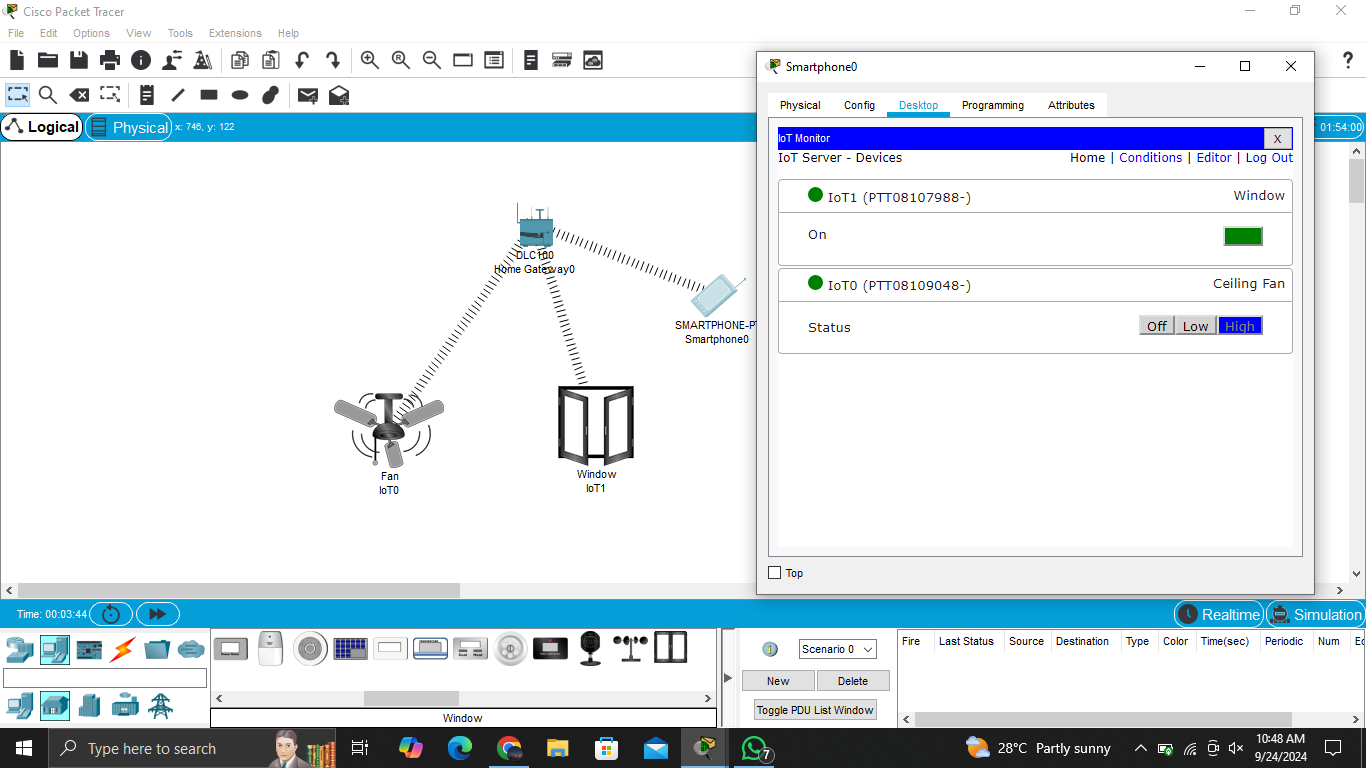 Cisco Packet Tracer
File Edit Options View Tools Extensions Help
Logical Physical x: 746, y: 122
01:54:00
DLC100
Home Gateway0
SMARTPHONE-PT
Smartphone0
Fan
IoT0
Window
IoT1
Smartphone0
Physical Config Desktop Programming Attributes
IoT Monitor X
IoT Server - Devices Home | Conditions | Editor | Log Out
IoT1 (PTT08107988-) Window
On
IoT0 (PTT08109048-) Ceiling Fan
Status Off Low High
Top
Time: 00:03:44
Realtime Simulation
Window
Scenario 0
New Delete
Toggle PDU List Window
Fire Last Status Source Destination Type Color Time(sec) Periodic Num
Type here to search
7
28°C Partly sunny
10:48 AM
9/24/2024